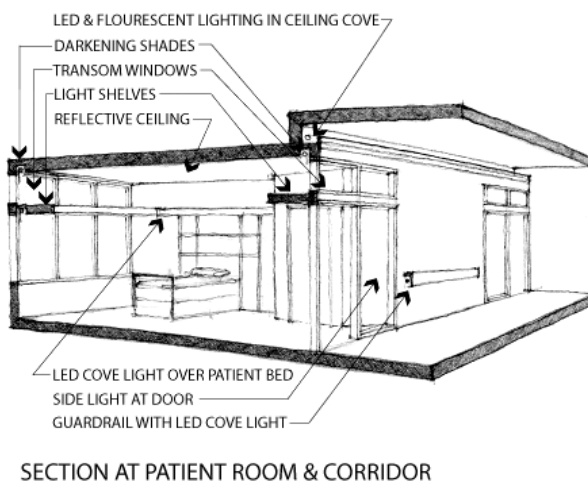 LED & FLOURESCENT LIGHTING IN CEILING COVE
DARKENING SHADES
TRANSOM WINDOWS
LIGHT SHELVES
REFLECTIVE CEILING
LED COVE LIGHT OVER PATIENT BED
SIDE LIGHT AT DOOR
GUARDRAIL WITH LED COVE LIGHT
SECTION AT PATIENT ROOM & CORRIDOR